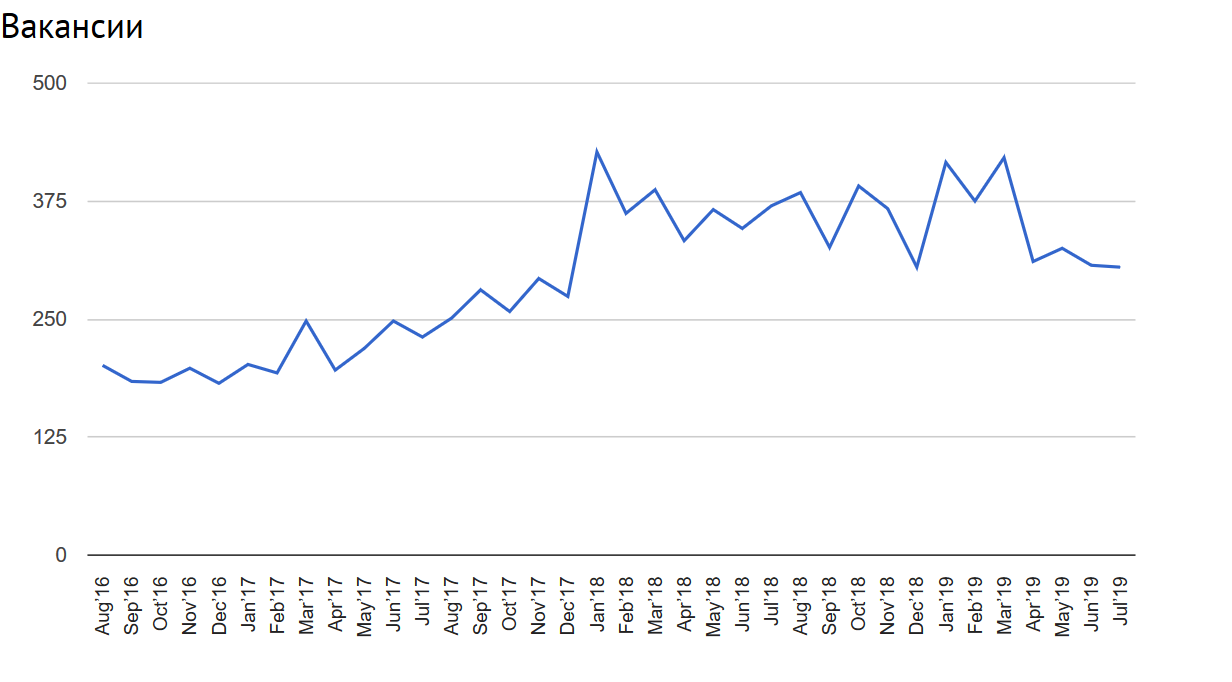 Вакансии
500
375
250
125
0
Aug’16
Sep’16
Oct’16
Nov’16
Dec’16
Jan’17
Feb’17
Mar’17
Apr’17
May’17
Jun’17
Jul’17
Aug’17
Sep’17
Oct’17
Nov’17
Dec’17
Jan’18
Feb’18
Mar’18
Apr’18
May’18
Jun’18
Jul’18
Aug’18
Sep’18
Oct’18
Nov’18
Dec’18
Jan’19
Feb’19
Mar’19
Apr’19
May’19
Jun’19
Jul’19